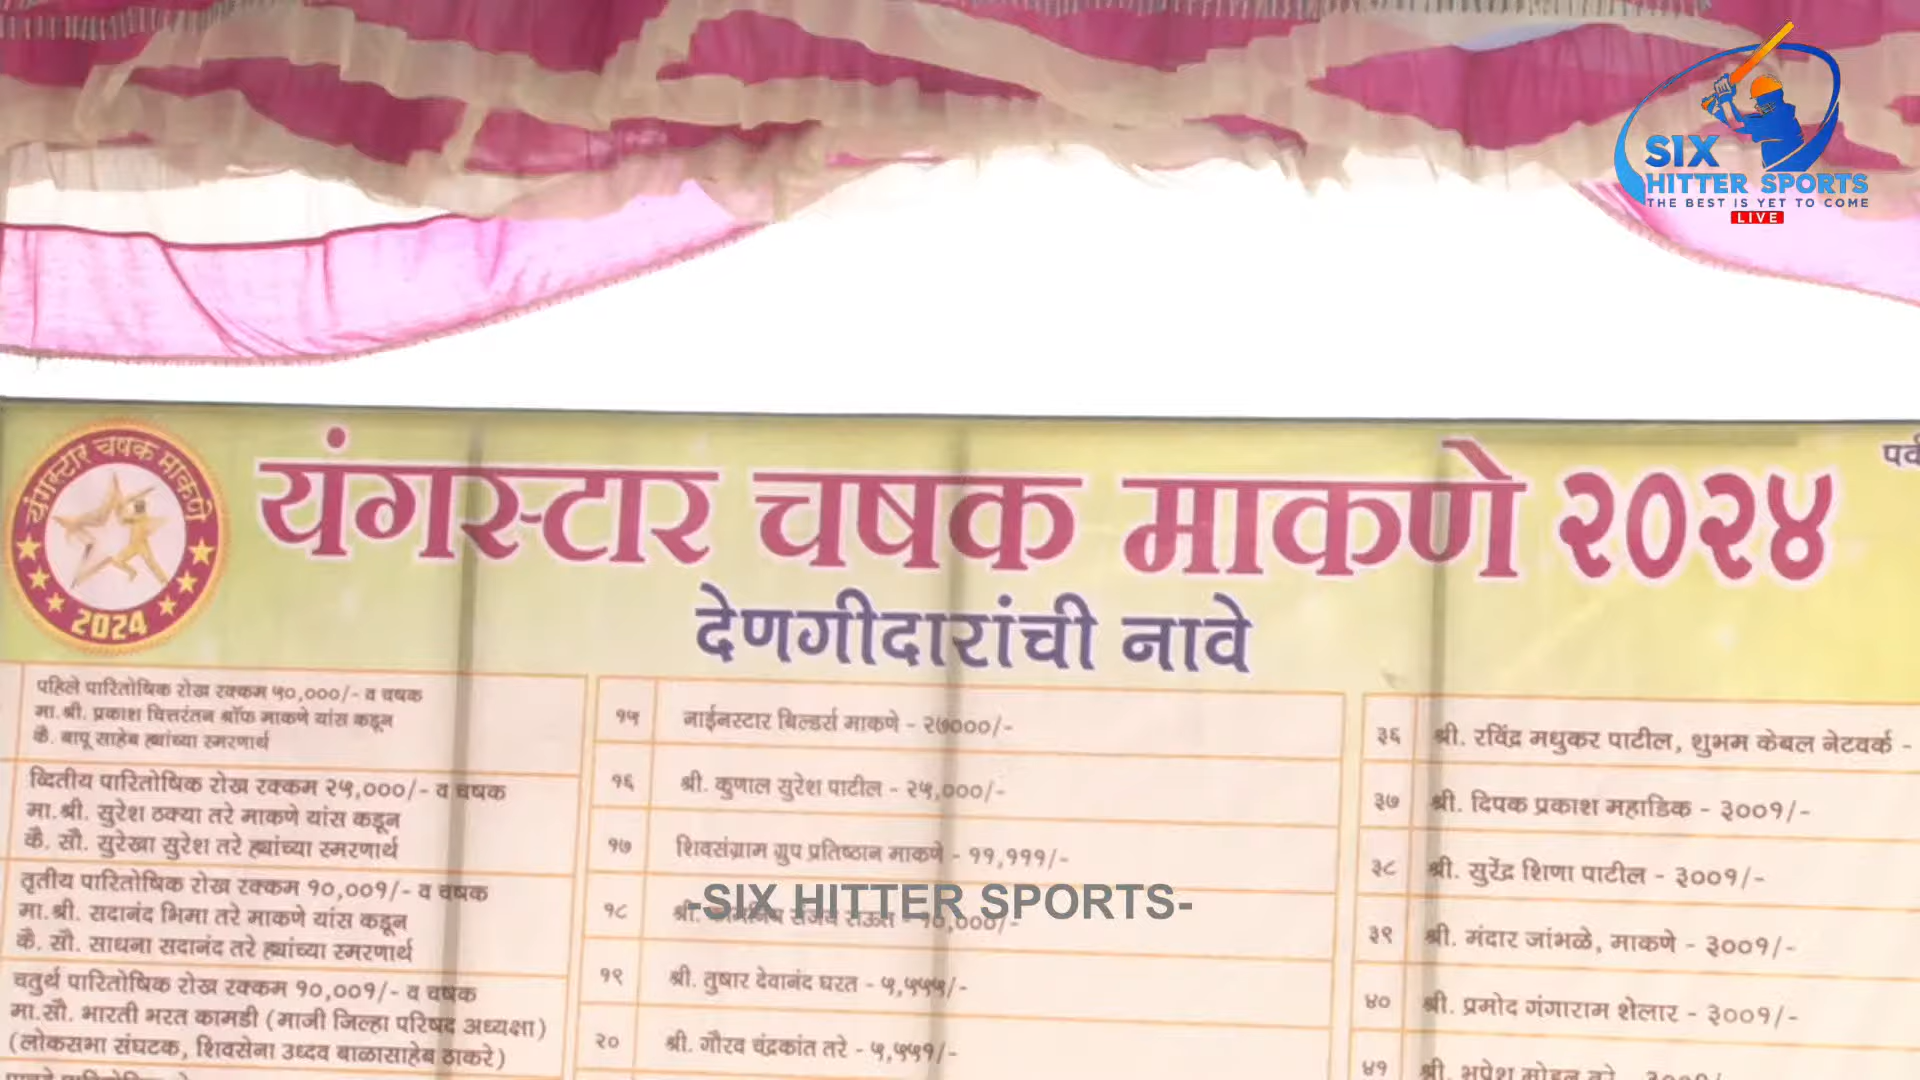 SIX
HITTER SPORTS
THE BEST IS YET TO COME
LIVE
यंगस्टार चषक माकणे
2024
यंगस्टार चषक माकणे २०२४
देणगीदारांची नावे
पहिले पारितोषिक रोख रक्कम ५०,०००/- व चषक
मा.श्री. प्रकाश चित्तरंतन श्रॉफ माकणे यांस कडून
कै. बापू साहेब ह्यांच्या स्मरणार्थ
व्दितीय पारितोषिक रोख रक्कम २५,०००/- व चषक
मा.श्री. सुरेश ठक्या तरे माकणे यांस कडून
कै. सौ. सुरेखा सुरेश तरे ह्यांच्या स्मरणार्थ
तृतीय पारितोषिक रोख रक्कम १०,००१/- व चषक
मा.श्री. सदानंद भिमा तरे माकणे यांस कडून
कै. सौ. साधना सदानंद तरे ह्यांच्या स्मरणार्थ
चतुर्थ पारितोषिक रोख रक्कम १०,००१/- व चषक
मा.सौ. भारती भरत कामडी (माजी जिल्हा परिषद अध्यक्षा)
(लोकसभा संघटक, शिवसेना उध्दव बाळासाहेब ठाकरे)
१५ नाईनस्टार बिल्डर्स माकणे - २७०००/-
१६ श्री. कुणाल सुरेश पाटील - २५,०००/-
१७ शिवसंग्राम ग्रुप प्रतिष्ठान माकणे - ११,१११/-
१८ श्री. १०,०००/-
-SIX HITTER SPORTS-
१९ श्री. तुषार देवानंद घरत - ५,५५५/-
२० श्री. गौरव चंद्रकांत तरे - ५,५५१/-
३६ श्री. रविंद्र मधुकर पाटील, शुभम केबल नेटवर्क -
३७ श्री. दिपक प्रकाश महाडिक - ३००१/-
३८ श्री. सुरेंद्र शिणा पाटील - ३००१/-
३९ श्री. मंदार जांभळे, माकणे - ३००१/-
४० श्री. प्रमोद गंगाराम शेलार - ३००१/-
४१ श्री.